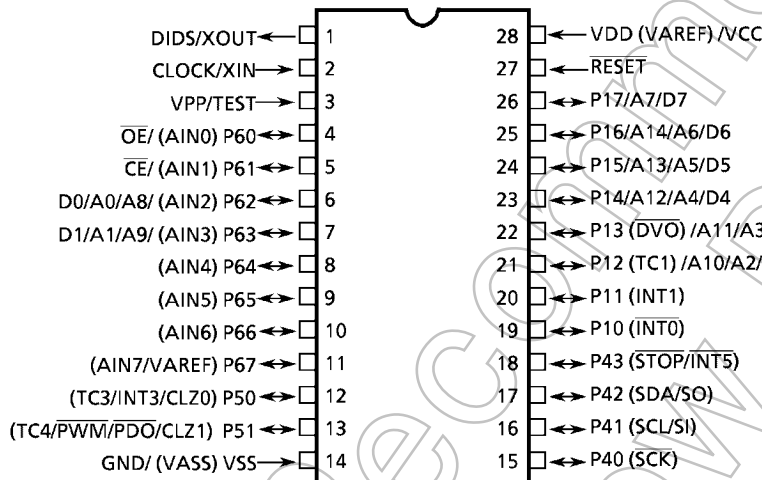 DIDS/XOUT 1 28 VDD (VAREF) /VCC
CLOCK/XIN 2 27 RESET
VPP/TEST 3 26 P17/A7/D7
OE/ (AIN0) P60 4 25 P16/A14/A6/D6
CE/ (AIN1) P61 5 24 P15/A13/A5/D5
D0/A0/A8/ (AIN2) P62 6 23 P14/A12/A4/D4
D1/A1/A9/ (AIN3) P63 7 22 P13 (DVO) /A11/A3
(AIN4) P64 8 21 P12 (TC1) /A10/A2/
(AIN5) P65 9 20 P11 (INT1)
(AIN6) P66 10 19 P10 (INT0)
(AIN7/VAREF) P67 11 18 P43 (STOP/INT5)
(TC3/INT3/CLZ0) P50 12 17 P42 (SDA/SO)
(TC4/PWM/PDO/CLZ1) P51 13 16 P41 (SCL/SI)
GND/ (VASS) VSS 14 15 P40 (SCK)